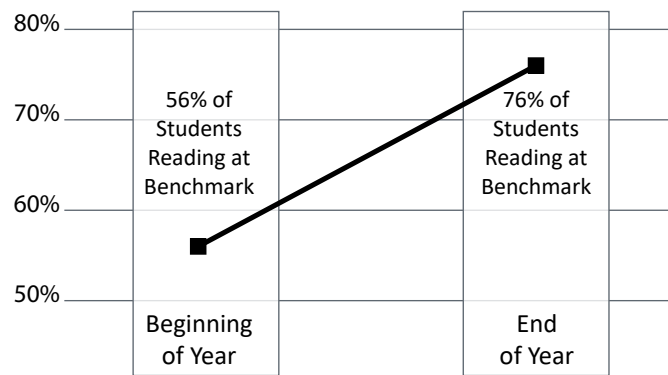 80%
70%
60%
50%
56% of
Students
Reading at
Benchmark
76% of
Students
Reading at
Benchmark
Beginning
of Year
End
of Year